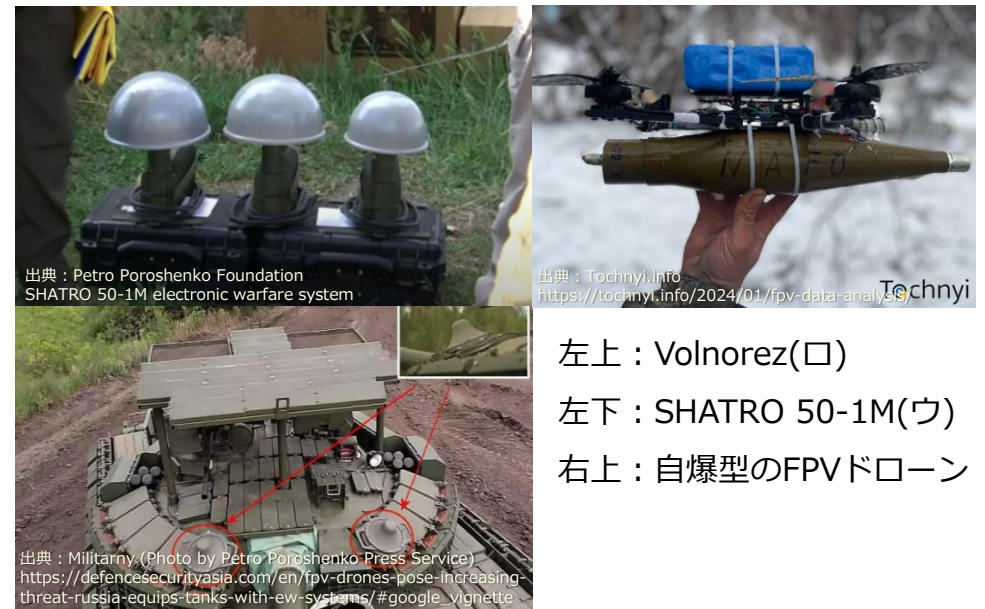 出典：Petro Poroshenko Foundation
SHATRO 50-1M electronic warfare system
出典：Tochnyi.info
https://tochnyi.info/2024/01/fpv-data-analysis/
Tochnyi
NAFO
出典：Militarny (Photo by Petro Poroshenko Press Service)
https://defencesecurityasia.com/en/fpv-drones-pose-increasing-
threat-russia-equips-tanks-with-ew-systems/#google_vignette
左上：Volnorez(ロ)
左下：SHATRO 50-1M(ウ)
右上：自爆型のFPVドローン